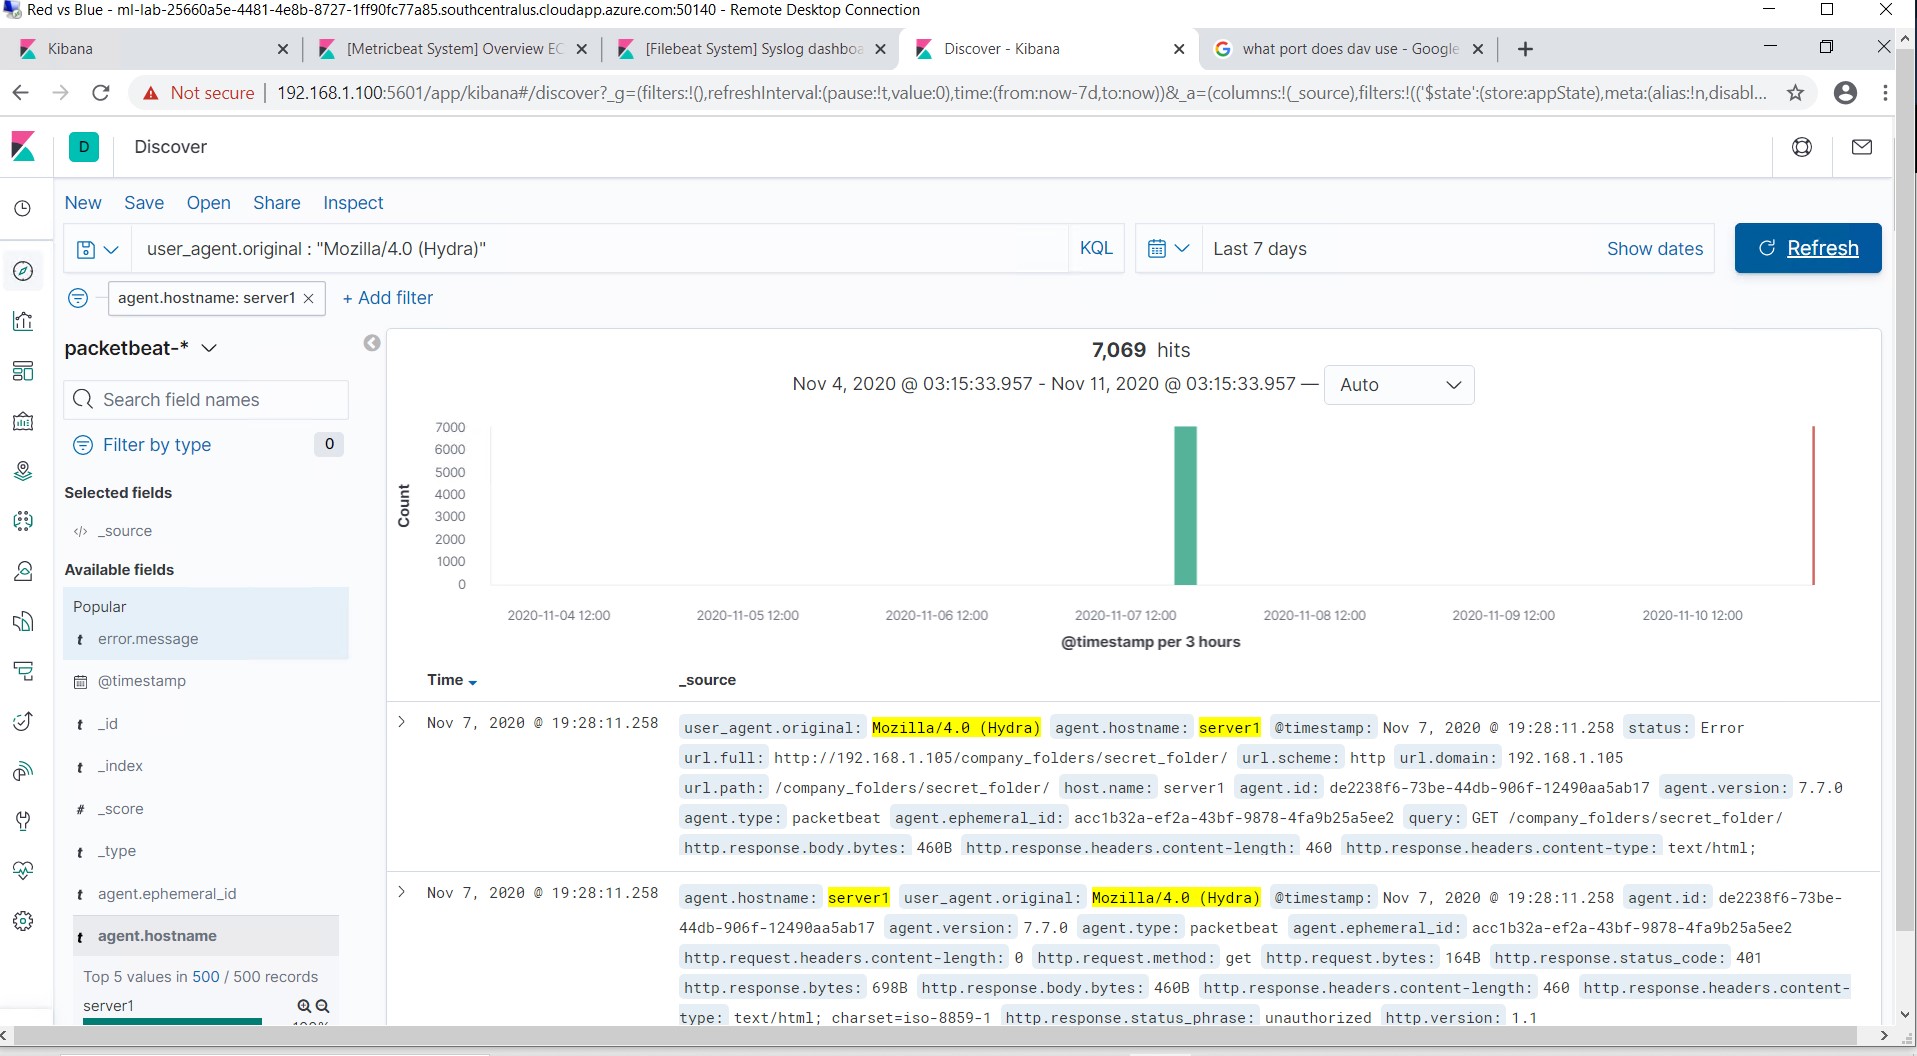 Red vs Blue - ml-lab-25660a5e-4481-4e8b-8727-1ff90fc77a85.southcentralus.cloudapp.azure.com:50140 - Remote Desktop Connection
Kibana
[Metricbeat System] Overview EC
[Filebeat System] Syslog dashboa
Discover - Kibana
what port does dav use - Google
Not secure
192.168.1.100:5601/app/kibana#/discover?_g=(filters:!(),refreshInterval:(pause:!t,value:0),time:(from:now-7d,to:now))&_a=(columns:!(_source),filters:!(('$state':(store:appState),meta:(alias:!n,disabl...
D
Discover
New Save Open Share Inspect
user_agent.original : "Mozilla/4.0 (Hydra)"
KQL
Last 7 days
Show dates
Refresh
agent.hostname: server1
+ Add filter
packetbeat-*
Search field names
Filter by type 0
Selected fields
_source
Available fields
Popular
t error.message
@timestamp
t _id
t _index
# _score
t _type
t agent.ephemeral_id
t agent.hostname
Top 5 values in 500 / 500 records
server1
7,069 hits
Nov 4, 2020 @ 03:15:33.957 - Nov 11, 2020 @ 03:15:33.957 —
Auto
7000
6000
5000
4000
3000
2000
1000
0
Count
2020-11-04 12:00
2020-11-05 12:00
2020-11-06 12:00
2020-11-07 12:00
2020-11-08 12:00
2020-11-09 12:00
2020-11-10 12:00
@timestamp per 3 hours
Time
_source
Nov 7, 2020 @ 19:28:11.258
user_agent.original: Mozilla/4.0 (Hydra) agent.hostname: server1 @timestamp: Nov 7, 2020 @ 19:28:11.258 status: Error
url.full: http://192.168.1.105/company_folders/secret_folder/ url.scheme: http url.domain: 192.168.1.105
url.path: /company_folders/secret_folder/ host.name: server1 agent.id: de2238f6-73be-44db-906f-12490aa5ab17 agent.version: 7.7.0
agent.type: packetbeat agent.ephemeral_id: acc1b32a-ef2a-43bf-9878-4fa9b25a5ee2 query: GET /company_folders/secret_folder/
http.response.body.bytes: 460B http.response.headers.content-length: 460 http.response.headers.content-type: text/html;
Nov 7, 2020 @ 19:28:11.258
agent.hostname: server1 user_agent.original: Mozilla/4.0 (Hydra) @timestamp: Nov 7, 2020 @ 19:28:11.258 agent.id: de2238f6-73be-
44db-906f-12490aa5ab17 agent.version: 7.7.0 agent.type: packetbeat agent.ephemeral_id: acc1b32a-ef2a-43bf-9878-4fa9b25a5ee2
http.request.headers.content-length: 0 http.request.method: get http.request.bytes: 164B http.response.status_code: 401
http.response.bytes: 698B http.response.body.bytes: 460B http.response.headers.content-length: 460 http.response.headers.content-
type: text/html; charset=iso-8859-1 http.response.status_phrase: unauthorized http.version: 1.1